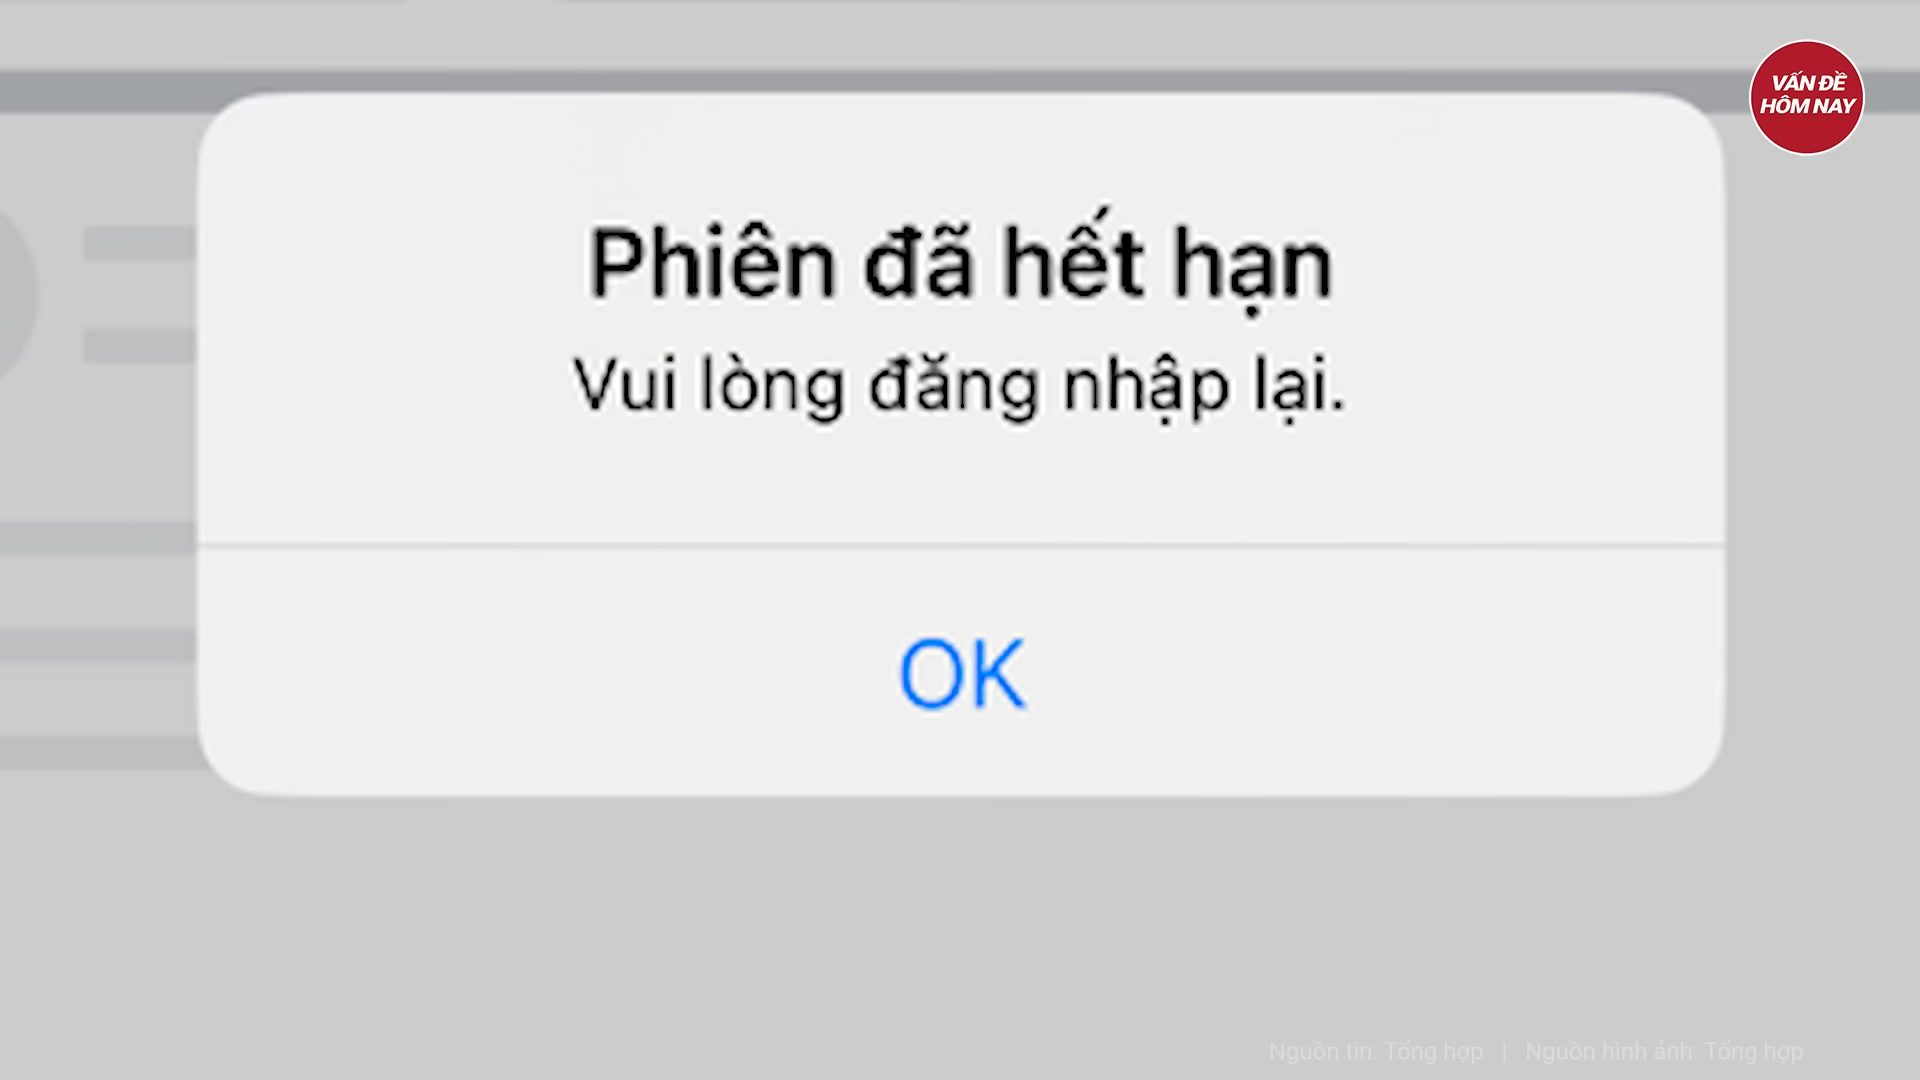 VẤN ĐỀ
HÔM NAY
Phiên đã hết hạn
Vui lòng đăng nhập lại.
OK
Nguồn tin: Tổng hợp | Nguồn hình ảnh: Tổng hợp